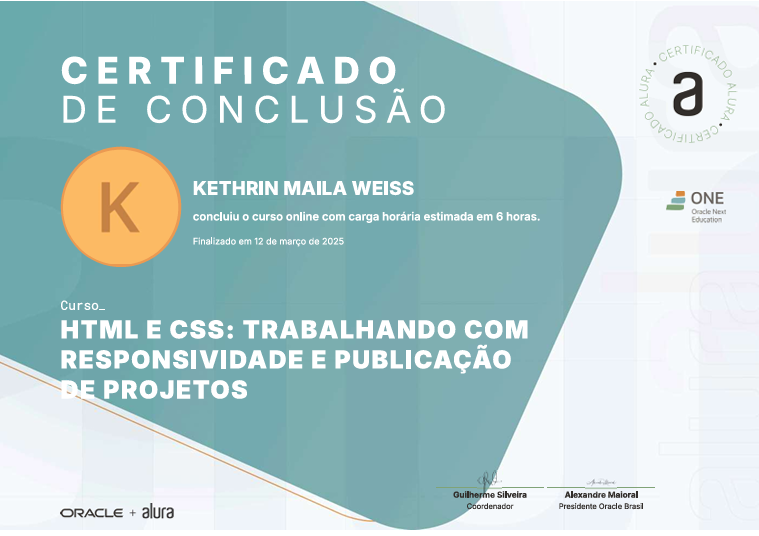 CERTIFICADO
DE CONCLUSÃO
CERTIFICADO ALURA • CERTIFICADO ALURA •
a
K
KETHRIN MAILA WEISS
concluiu o curso online com carga horária estimada em 6 horas.
Finalizado em 12 de março de 2025
ONE
Oracle Next
Education
Curso_
HTML E CSS: TRABALHANDO COM
RESPONSIVIDADE E PUBLICAÇÃO
DE PROJETOS
Guilherme Silveira
Coordenador
Alexandre Maioral
Presidente Oracle Brasil
ORACLE + alura